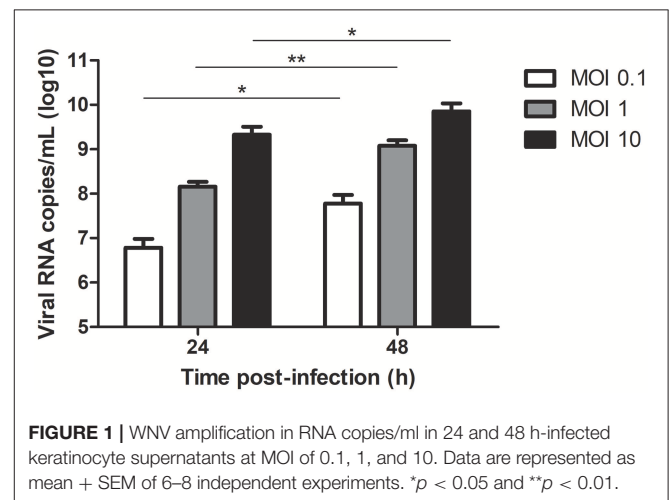 *
**
*
11
10
9
8
7
6
5
Viral RNA copies/mL (log10)
MOI 0.1
MOI 1
MOI 10
24 48
Time post-infection (h)
FIGURE 1 | WNV amplification in RNA copies/ml in 24 and 48 h-infected
keratinocyte supernatants at MOI of 0.1, 1, and 10. Data are represented as
mean + SEM of 6–8 independent experiments. *p < 0.05 and **p < 0.01.